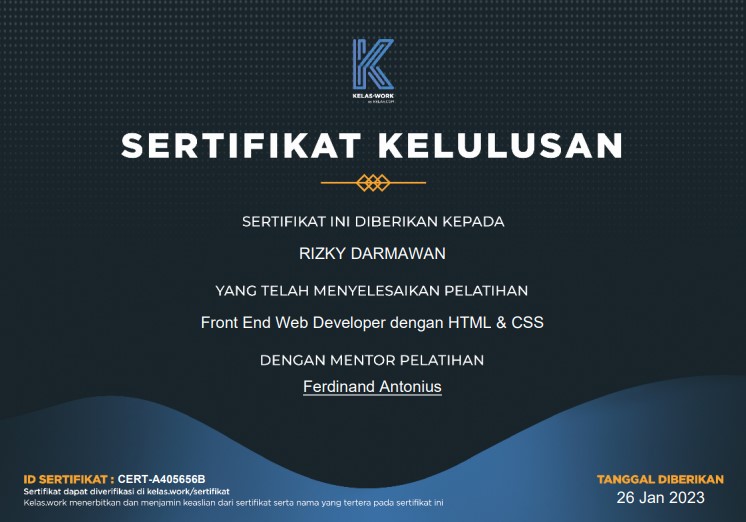 KELAS•WORK
SERTIFIKAT KELULUSAN
SERTIFIKAT INI DIBERIKAN KEPADA
RIZKY DARMAWAN
YANG TELAH MENYELESAIKAN PELATIHAN
Front End Web Developer dengan HTML & CSS
DENGAN MENTOR PELATIHAN
Ferdinand Antonius
ID SERTIFIKAT : CERT-A405656B
Sertifikat dapat diverifikasi di kelas.work/sertifikat
Kelas.work menerbitkan dan menjamin keaslian dari sertifikat serta nama yang tertera pada sertifikat ini
TANGGAL DIBERIKAN
26 Jan 2023